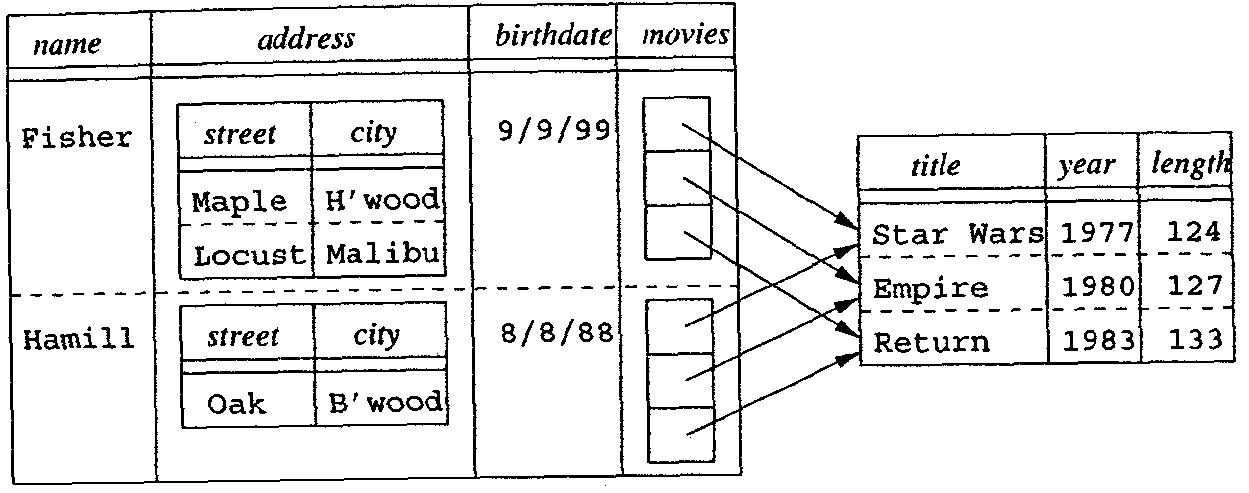 name address birthdate movies
Fisher street city 9/9/99
Maple H'wood
Locust Malibu
Hamill street city 8/8/88
Oak B'wood
title year length
Star Wars 1977 124
Empire 1980 127
Return 1983 133